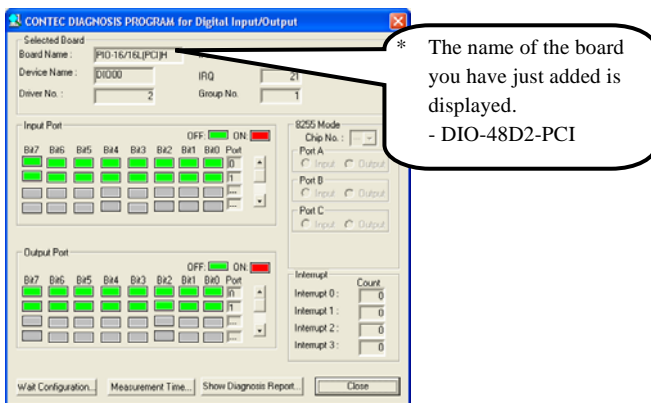 CONTEC DIAGNOSIS PROGRAM for Digital Input/Output
Selected Board
Board Name : PIO-16/16L(PCI)H
Device Name : DIO00 IRQ 21
Driver No. : 2 Group No. 1
* The name of the board
you have just added is
displayed.
- DIO-48D2-PCI
Input Port
OFF: ON:
Bit7 Bit6 Bit5 Bit4 Bit3 Bit2 Bit1 Bit0 Port
0
1
---
---
8255 Mode
Chip No. : --
Port A
Input Output
Port B
Input Output
Port C
Input Output
Output Port
OFF: ON:
Bit7 Bit6 Bit5 Bit4 Bit3 Bit2 Bit1 Bit0 Port
0
1
---
---
Interrupt
Count
Interrupt 0 : 0
Interrupt 1 : 0
Interrupt 2 : 0
Interrupt 3 : 0
Wait Configuration... Measurement Time... Show Diagnosis Report... Close